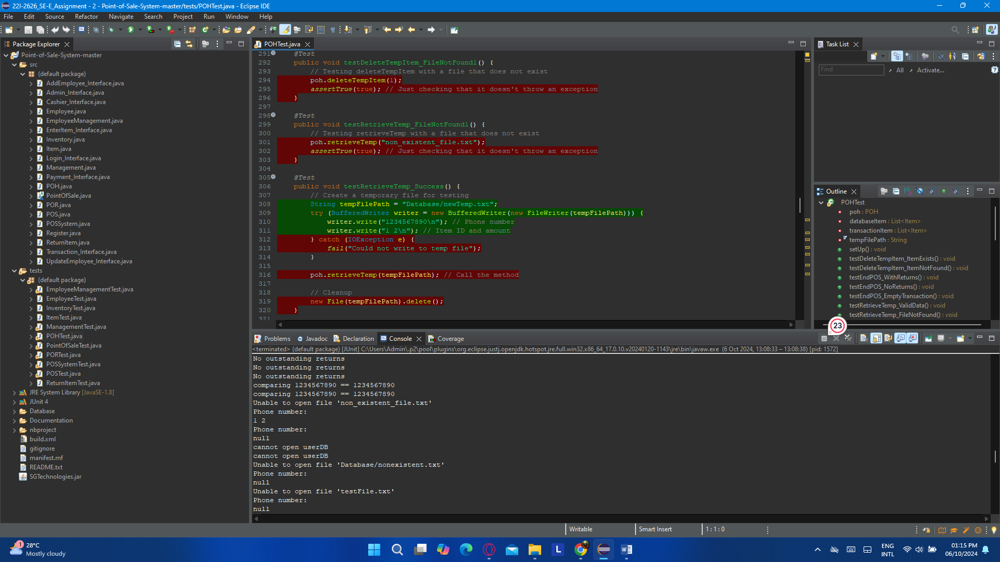 22I-2626_SE-E_Assignment - 2 - Point-of-Sale-System-master/tests/POHTest.java - Eclipse IDE
File Edit Source Refactor Navigate Search Project Run Window Help
Package Explorer
Point-of-Sale-System-master
src
(default package)
AddEmployee_Interface.java
Admin_Interface.java
Cashier_Interface.java
Employee.java
EmployeeManagement.java
EnterItem_Interface.java
Inventory.java
Item.java
Login_Interface.java
Management.java
Payment_Interface.java
POH.java
PointOfSale.java
POR.java
POS.java
POSSystem.java
Register.java
ReturnItem.java
Transaction_Interface.java
UpdateEmployee_Interface.java
tests
(default package)
EmployeeManagementTest.java
EmployeeTest.java
InventoryTest.java
ItemTest.java
ManagementTest.java
POHTest.java
PointOfSaleTest.java
PORTest.java
POSSystemTest.java
POSTest.java
ReturnItemTest.java
JRE System Library [JavaSE-1.8]
JUnit 4
Database
Documentation
nbproject
build.xml
gitignore
manifest.mf
README.txt
SGTechnologies.jar
POHTest.java
291 @Test
292 public void testDeleteTempItem_FileNotFound1() {
293 // Testing deleteTempItem with a file that does not exist
294 poh.deleteTempItem(1);
295 assertTrue(true); // Just checking that it doesn't throw an exception
296 }
297
298 @Test
299 public void testRetrieveTemp_FileNotFound1() {
300 // Testing retrieveTemp with a file that does not exist
301 poh.retrieveTemp("non_existent_file.txt");
302 assertTrue(true); // Just checking that it doesn't throw an exception
303 }
304
305 @Test
306 public void testRetrieveTemp_Success() {
307 // Create a temporary file for testing
308 String tempFilePath = "Database/newTemp.txt";
309 try (BufferedWriter writer = new BufferedWriter(new FileWriter(tempFilePath))) {
310 writer.write("1234567890\n"); // Phone number
311 writer.write("1 2\n"); // Item ID and amount
312 } catch (IOException e) {
313 fail("Could not write to temp file");
314 }
315
316 poh.retrieveTemp(tempFilePath); // Call the method
317
318 // Cleanup
319 new File(tempFilePath).delete();
320 }
321
Task List
Find
All
Activate...
Outline
POHTest
poh : POH
databaseItem : List<Item>
transactionItem : List<Item>
tempFilePath : String
setUp() : void
testDeleteTempItem_ItemExists() : void
testDeleteTempItem_ItemNotFound() : void
testEndPOS_WithReturns() : void
testEndPOS_NoReturns() : void
testEndPOS_EmptyTransaction() : void
testRetrieveTemp_ValidData() : void
testRetrieveTemp_FileNotFound() : void
23
Problems Javadoc Declaration Console Coverage
<terminated> (default package) [JUnit] C:\Users\Admin\.p2\pool\plugins\org.eclipse.justj.openjdk.hotspot.jre.full.win32.x86_64_17.0.10.v20240120-1143\jre\bin\javaw.exe (6 Oct 2024, 13:08:33 – 13:08:38) [pid: 1572]
No outstanding returns
No outstanding returns
No outstanding returns
comparing 1234567890 == 1234567890
comparing 1234567890 == 1234567890
Unable to open file 'non_existent_file.txt'
Phone number:
1 2
Phone number:
null
cannot open userDB
cannot open userDB
Unable to open file 'Database/nonexistent.txt'
Phone number:
null
Unable to open file 'testFile.txt'
Phone number:
null
Writable
Smart Insert
1 : 1 : 0
1
28°C
Mostly cloudy
ENG
INTL
01:15 PM
06/10/2024